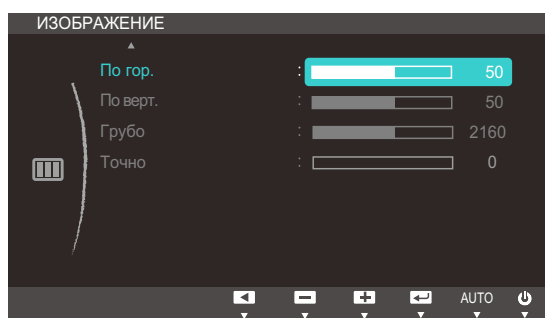 ИЗОБРАЖЕНИЕ
По гор. : 50
По верт. : 50
Грубо : 2160
Точно : 0
AUTO